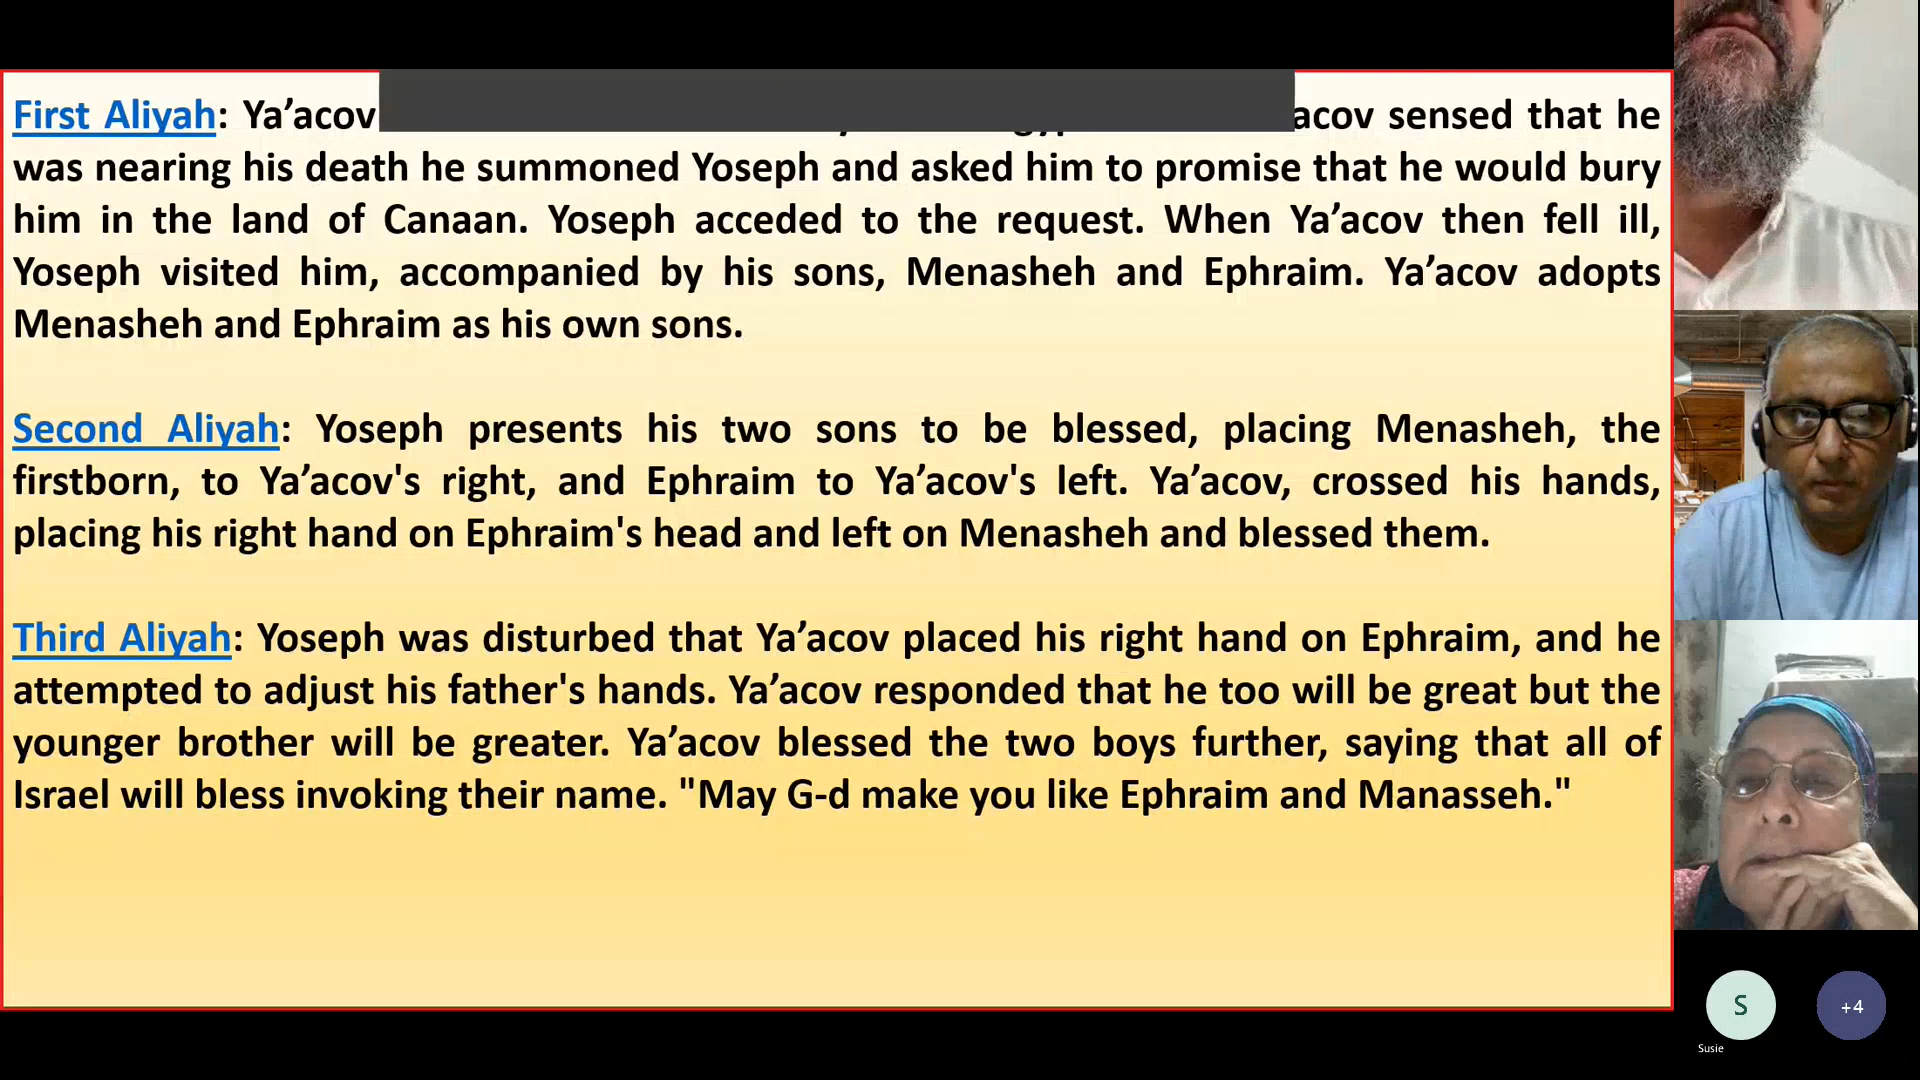 First Aliyah: Ya’acov acov sensed that he
was nearing his death he summoned Yoseph and asked him to promise that he would bury
him in the land of Canaan. Yoseph acceded to the request. When Ya’acov then fell ill,
Yoseph visited him, accompanied by his sons, Menasheh and Ephraim. Ya’acov adopts
Menasheh and Ephraim as his own sons.
Second Aliyah: Yoseph presents his two sons to be blessed, placing Menasheh, the
firstborn, to Ya’acov's right, and Ephraim to Ya’acov's left. Ya’acov, crossed his hands,
placing his right hand on Ephraim's head and left on Menasheh and blessed them.
Third Aliyah: Yoseph was disturbed that Ya’acov placed his right hand on Ephraim, and he
attempted to adjust his father's hands. Ya’acov responded that he too will be great but the
younger brother will be greater. Ya’acov blessed the two boys further, saying that all of
Israel will bless invoking their name. "May G-d make you like Ephraim and Manasseh."
S
+4
Susie